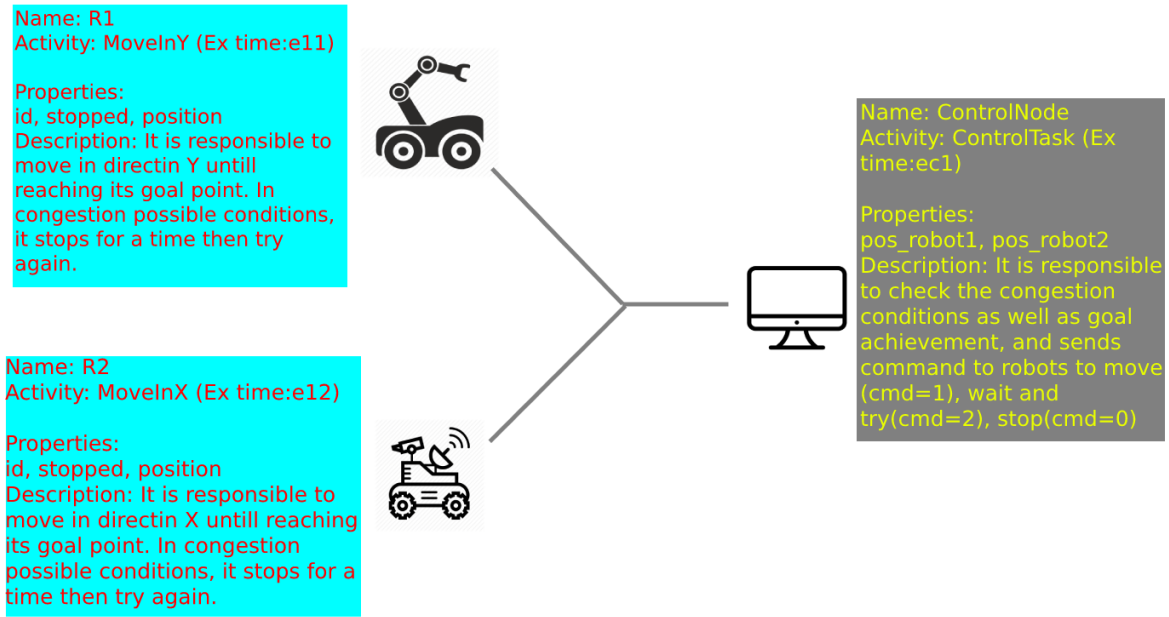 Name: R1
Activity: MoveInY (Ex time:e11)
Properties:
id, stopped, position
Description: It is responsible to
move in directin Y untill
reaching its goal point. In
congestion possible conditions,
it stops for a time then try
again.
Name: R2
Activity: MoveInX (Ex time:e12)
Properties:
id, stopped, position
Description: It is responsible to
move in directin X untill reaching
its goal point. In congestion
possible conditions, it stops for a
time then try again.
Name: ControlNode
Activity: ControlTask (Ex
time:ec1)
Properties:
pos_robot1, pos_robot2
Description: It is responsible
to check the congestion
conditions as well as goal
achievement, and sends
command to robots to move
(cmd=1), wait and
try(cmd=2), stop(cmd=0)